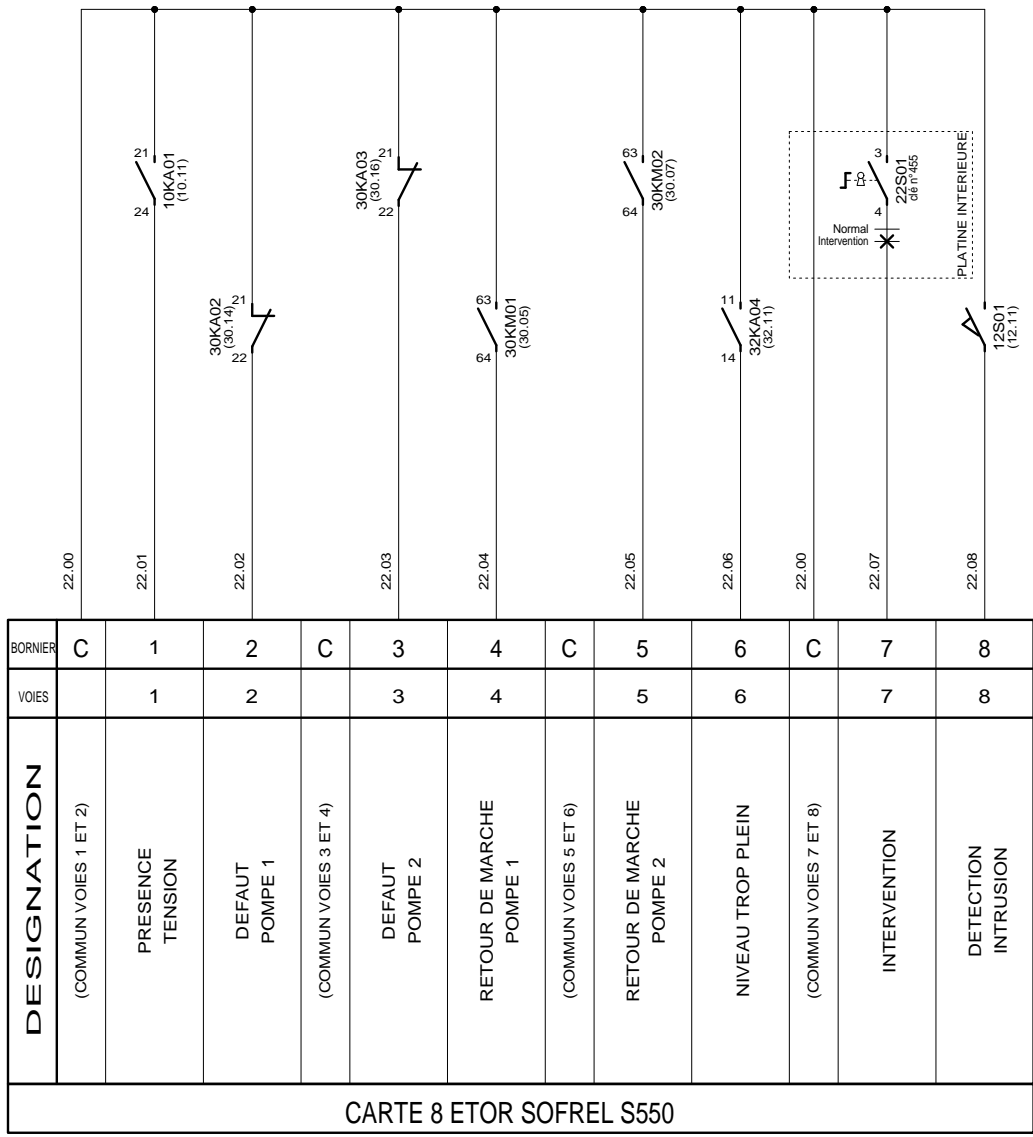 21
10KA01
(10.11)
24
21
30KA03
(30.16)
22
63
30KM02
(30.07)
64
3
22S01
clé n°455
4
Normal
Intervention
PLATINE INTERIEURE
21
30KA02
(30.14)
22
63
30KM01
(30.05)
64
11
32KA04
(32.11)
14
12S01
(12.11)
22.00
22.01
22.02
22.03
22.04
22.05
22.06
22.00
22.07
22.08
BORNIER C 1 2 C 3 4 C 5 6 C 7 8
VOIES 1 2 3 4 5 6 7 8
DESIGNATION
(COMMUN VOIES 1 ET 2)
PRESENCE
TENSION
DEFAUT
POMPE 1
(COMMUN VOIES 3 ET 4)
DEFAUT
POMPE 2
RETOUR DE MARCHE
POMPE 1
(COMMUN VOIES 5 ET 6)
RETOUR DE MARCHE
POMPE 2
NIVEAU TROP PLEIN
(COMMUN VOIES 7 ET 8)
INTERVENTION
DETECTION
INTRUSION
CARTE 8 ETOR SOFREL S550